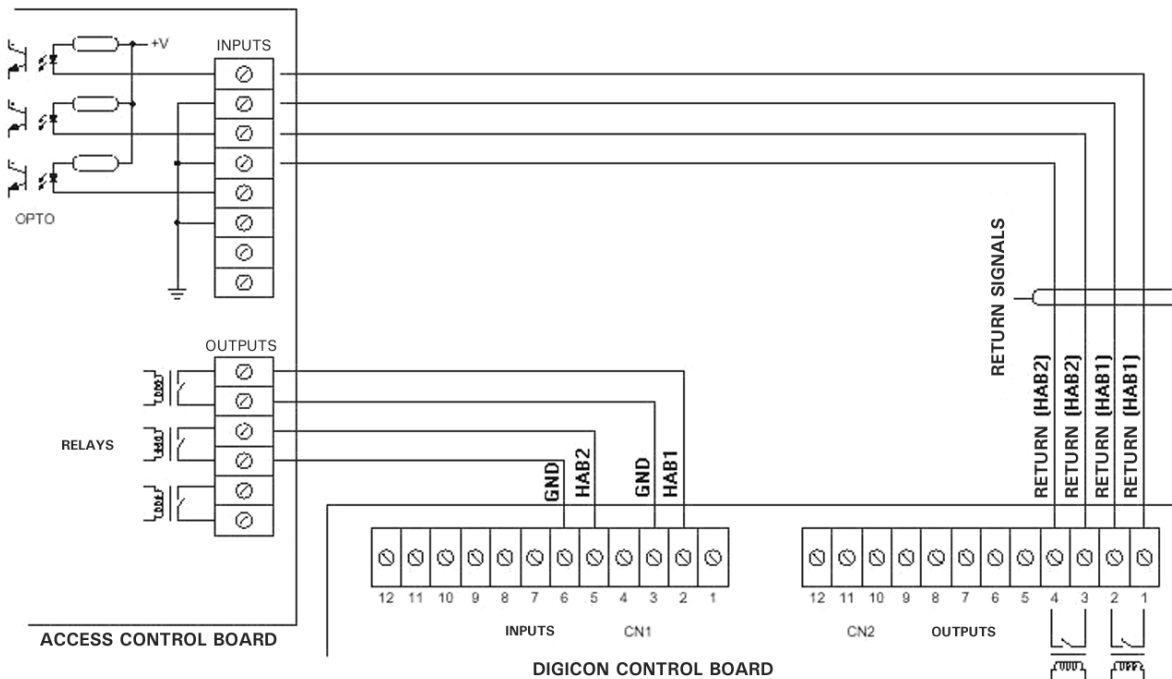 +V
INPUTS
OPTO
OUTPUTS
RELAYS
ACCESS CONTROL BOARD
GND
HAB2
GND
HAB1
RETURN SIGNALS
RETURN (HAB2)
RETURN (HAB2)
RETURN (HAB1)
RETURN (HAB1)
12 11 10 9 8 7 6 5 4 3 2 1
INPUTS CN1
12 11 10 9 8 7 6 5 4 3 2 1
CN2 OUTPUTS
DIGICON CONTROL BOARD